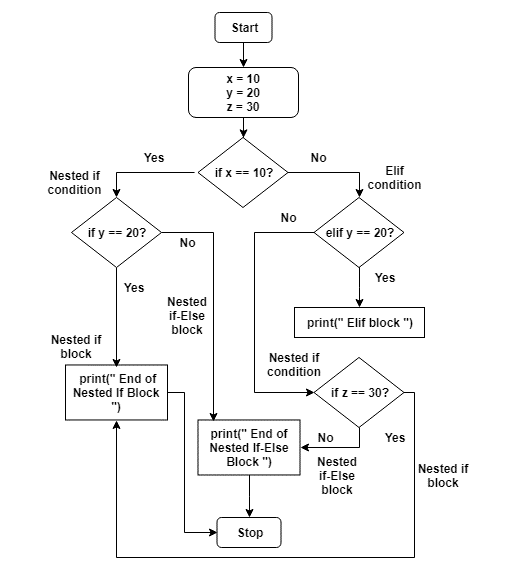 Start
x = 10
y = 20
z = 30
Yes
if x == 10?
No
Nested if
condition
Elif
condition
if y == 20?
No
No
elif y == 20?
Yes
Yes
Nested
if-Else
block
print(" Elif block ")
Nested if
block
Nested if
condition
print(" End of
Nested If Block
")
if z == 30?
print(" End of
Nested If-Else
Block ")
No
Yes
Nested
if-Else
block
Nested if
block
Stop